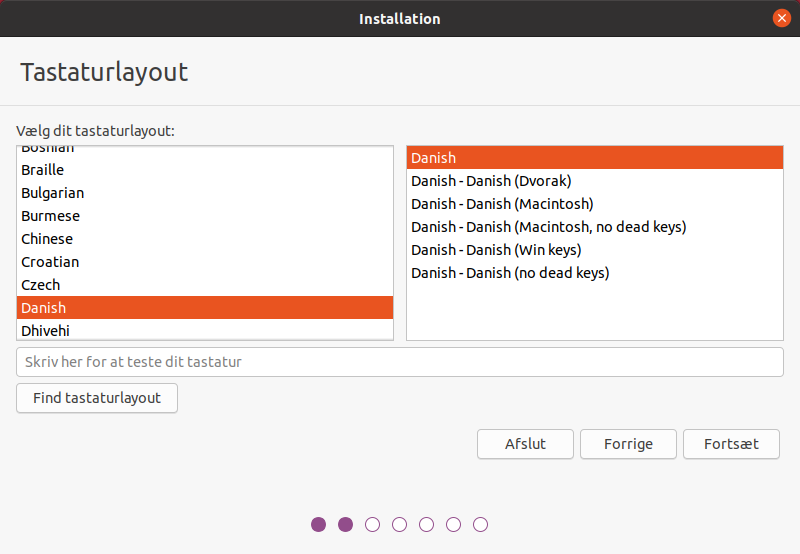 Installation
Tastaturlayout
Vælg dit tastaturlayout:
Bosnian
Braille
Bulgarian
Burmese
Chinese
Croatian
Czech
Danish
Dhivehi
Danish
Danish - Danish (Dvorak)
Danish - Danish (Macintosh)
Danish - Danish (Macintosh, no dead keys)
Danish - Danish (Win keys)
Danish - Danish (no dead keys)
Skriv her for at teste dit tastatur
Find tastaturlayout
Afslut Forrige Fortsæt